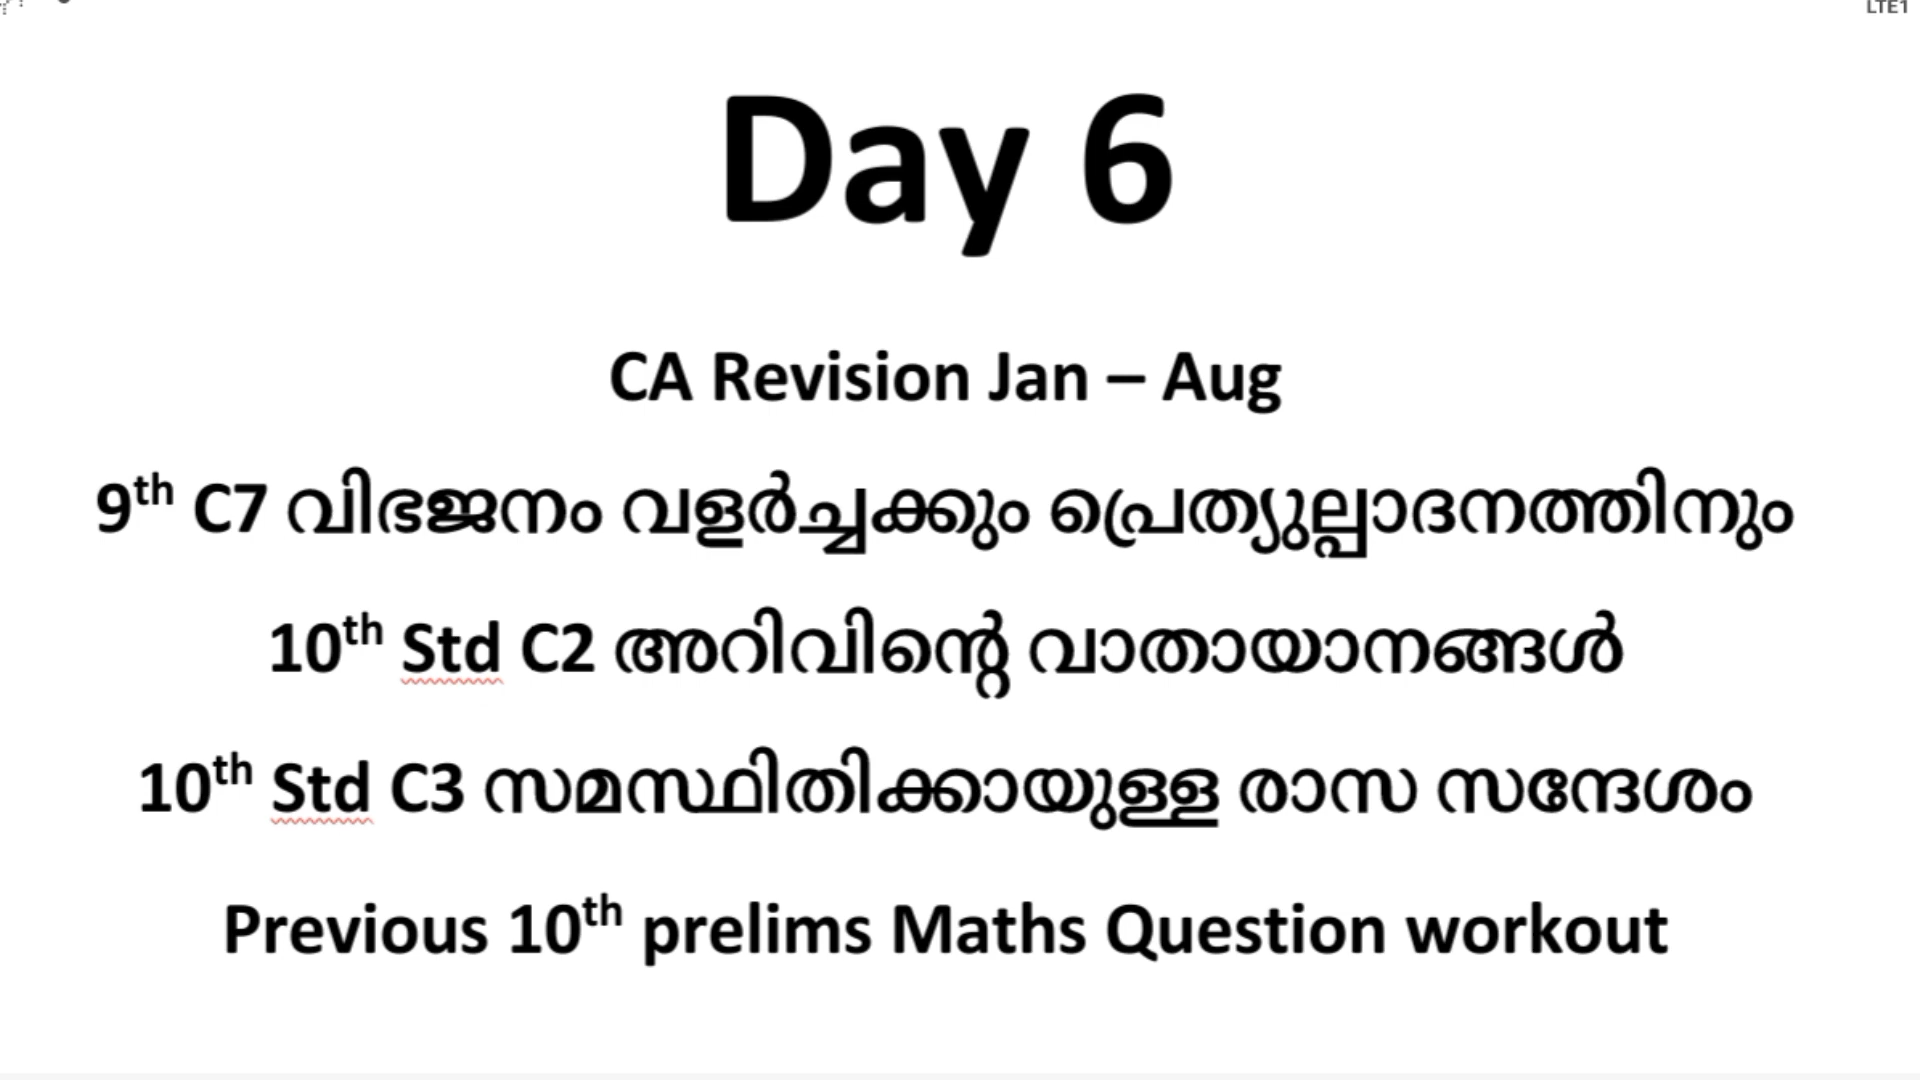 LTE1
Day 6
CA Revision Jan – Aug
9th C7 വിഭജനം വളർച്ചക്കും പ്രെത്യുല്പാദനത്തിനും
10th Std C2 അറിവിന്റെ വാതായാനങ്ങൾ
10th Std C3 സമസ്ഥിതിക്കായുള്ള രാസ സന്ദേശം
Previous 10th prelims Maths Question workout